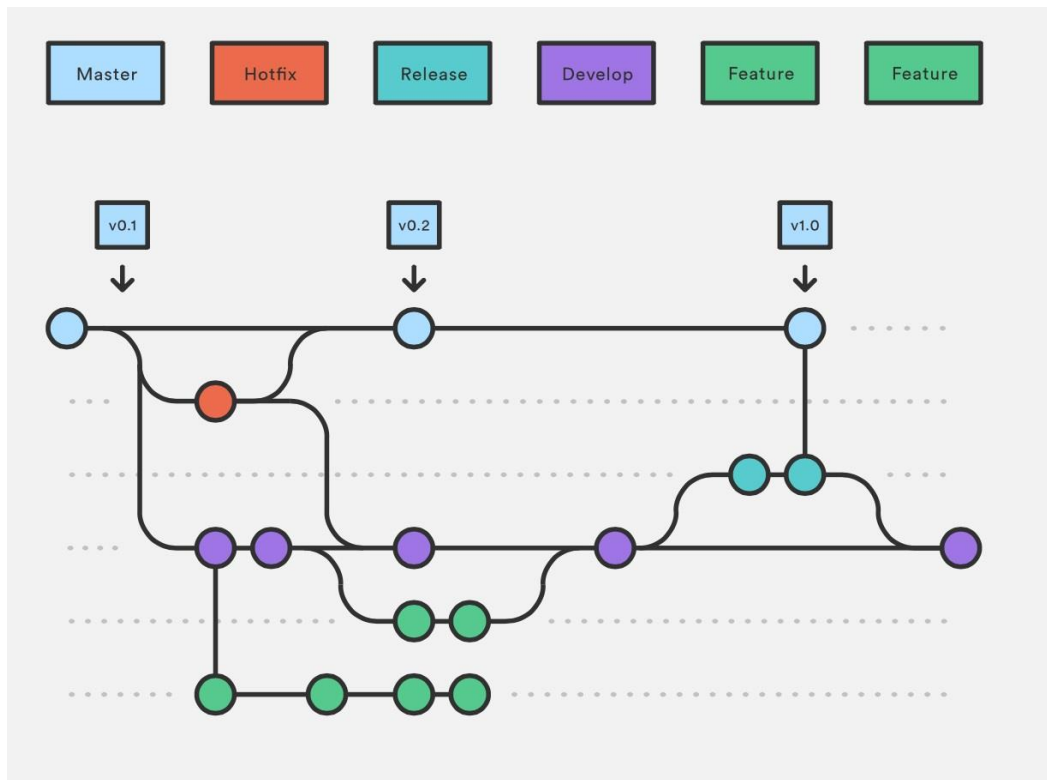 Master
Hotfix
Release
Develop
Feature
Feature
v0.1
v0.2
v1.0